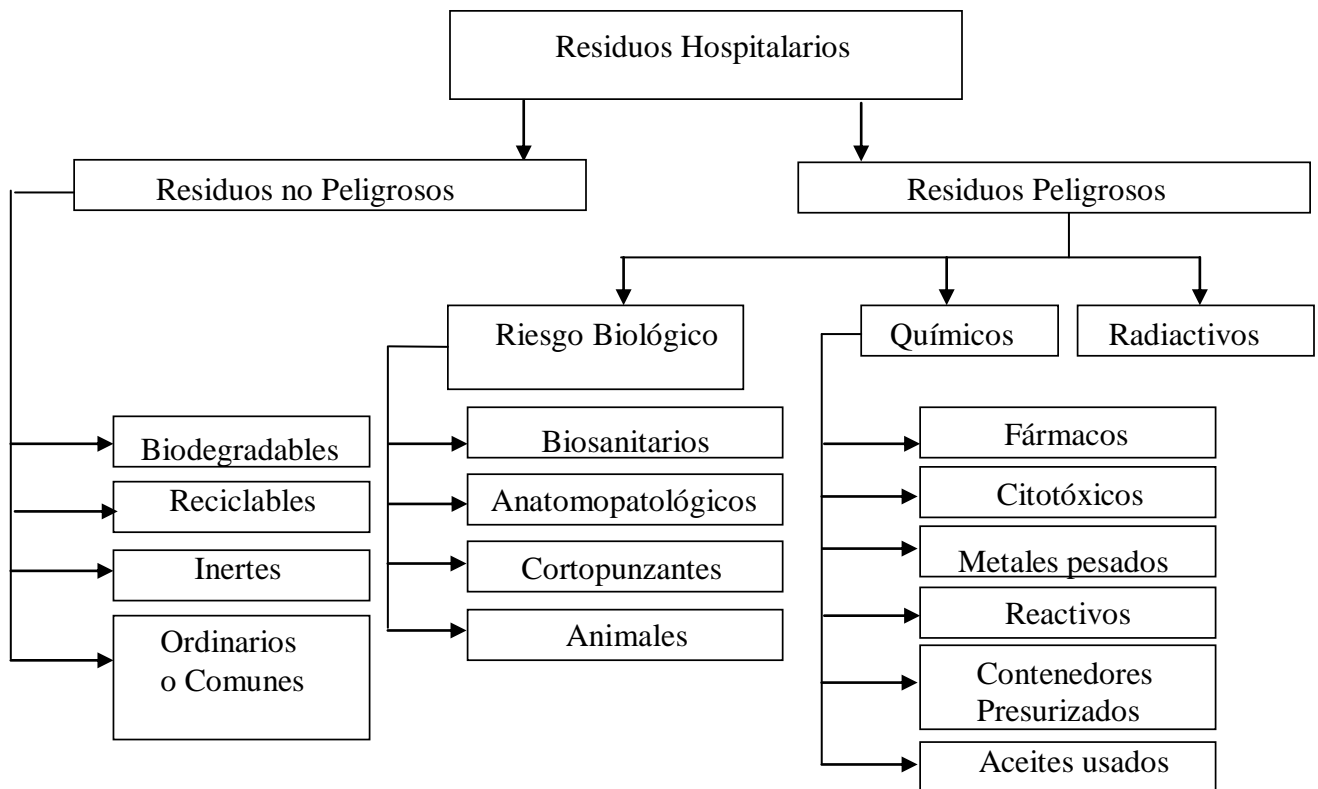 Residuos Hospitalarios
Residuos no Peligrosos
Residuos Peligrosos
Riesgo Biológico
Químicos
Radiactivos
Biodegradables
Reciclables
Inertes
Ordinarios
o Comunes
Biosanitarios
Anatomopatológicos
Cortopunzantes
Animales
Fármacos
Citotóxicos
Metales pesados
Reactivos
Contenedores
Presurizados
Aceites usados